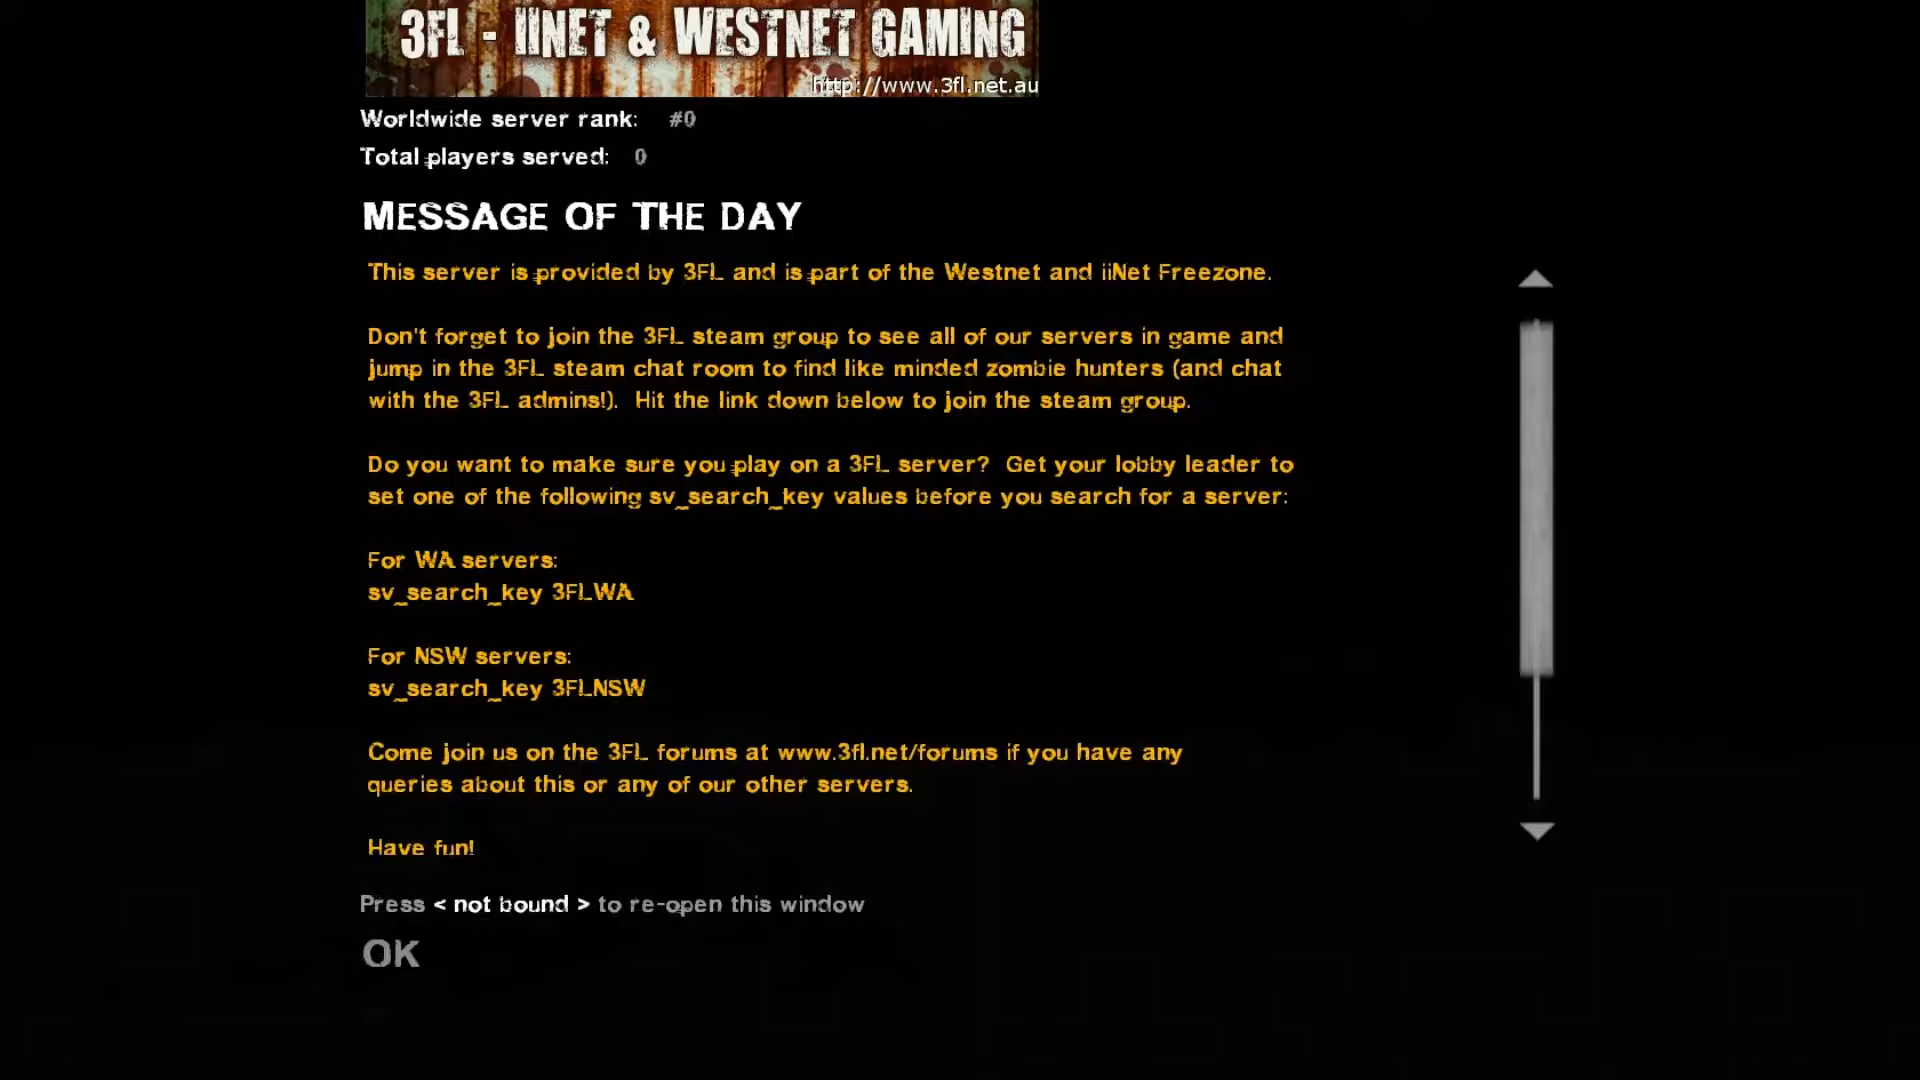 3FL - IINET & WESTNET GAMING
http://www.3fl.net.au
Worldwide server rank: #0
Total players served: 0
MESSAGE OF THE DAY
This server is provided by 3FL and is part of the Westnet and iiNet Freezone.
Don't forget to join the 3FL steam group to see all of our servers in game and
jump in the 3FL steam chat room to find like minded zombie hunters (and chat
with the 3FL admins!). Hit the link down below to join the steam group.
Do you want to make sure you play on a 3FL server? Get your lobby leader to
set one of the following sv_search_key values before you search for a server:
For WA servers:
sv_search_key 3FLWA
For NSW servers:
sv_search_key 3FLNSW
Come join us on the 3FL forums at www.3fl.net/forums if you have any
queries about this or any of our other servers.
Have fun!
Press < not bound > to re-open this window
OK